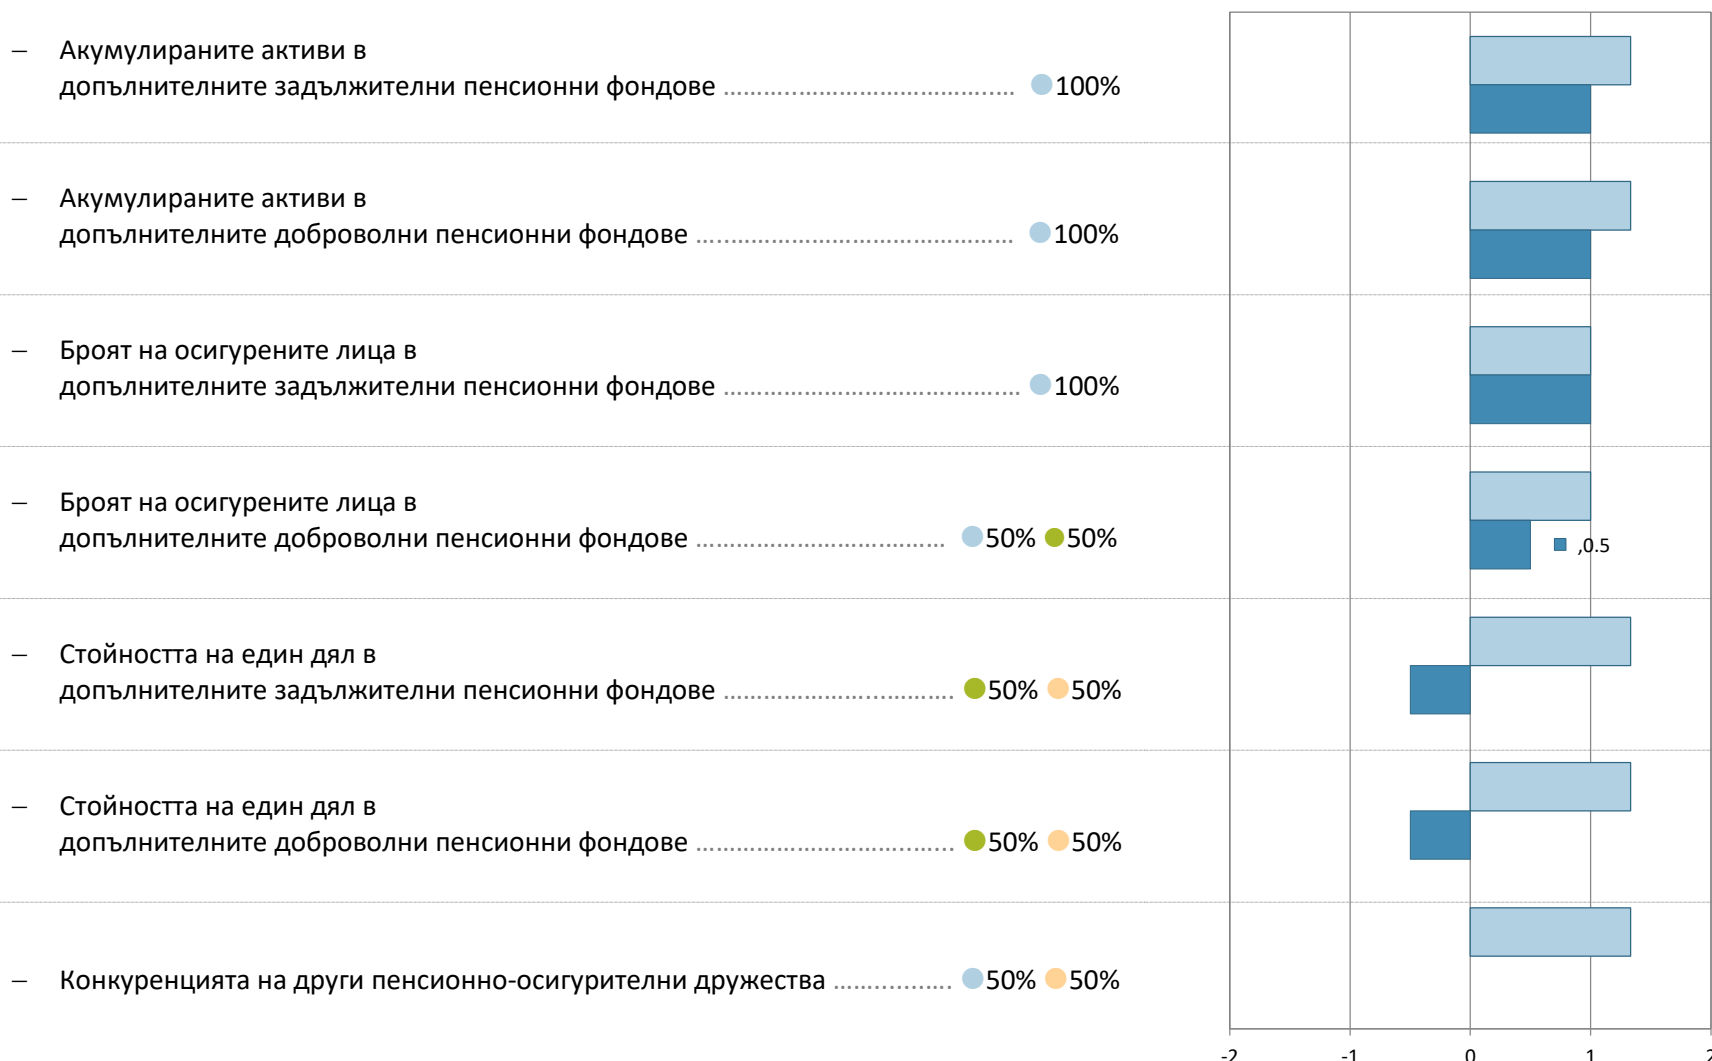 – Акумулираните активи в
допълнителните задължителни пенсионни фондове ........................................ 100%
– Акумулираните активи в
допълнителните доброволни пенсионни фондове ........................................ 100%
– Броят на осигурените лица в
допълнителните задължителни пенсионни фондове ........................................ 100%
– Броят на осигурените лица в
допълнителните доброволни пенсионни фондове ................................ 50% 50%
,0.5
– Стойността на един дял в
допълнителните задължителни пенсионни фондове ............................... 50% 50%
– Стойността на един дял в
допълнителните доброволни пенсионни фондове .................................. 50% 50%
– Конкуренцията на други пенсионно-осигурителни дружества ................ 50% 50%
-2 -1 0 1 2